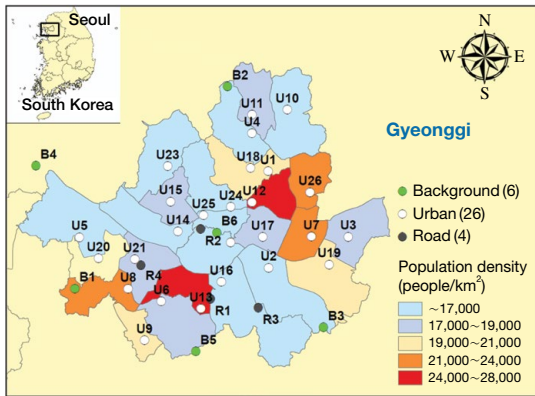 Seoul
South Korea
N
W E
S
Gyeonggi
B2
U11
U10
U4
B4
U23
U18
U1
U12
U26
U15
U25
U24
B6
U5
U14
R2
U17
U7
U3
U20
U21
U2
U19
B1
U8
R4
U16
U6
U13
R1
R3
B3
U9
B5
Background (6)
Urban (26)
Road (4)
Population density
(people/km²)
~17,000
17,000~19,000
19,000~21,000
21,000~24,000
24,000~28,000